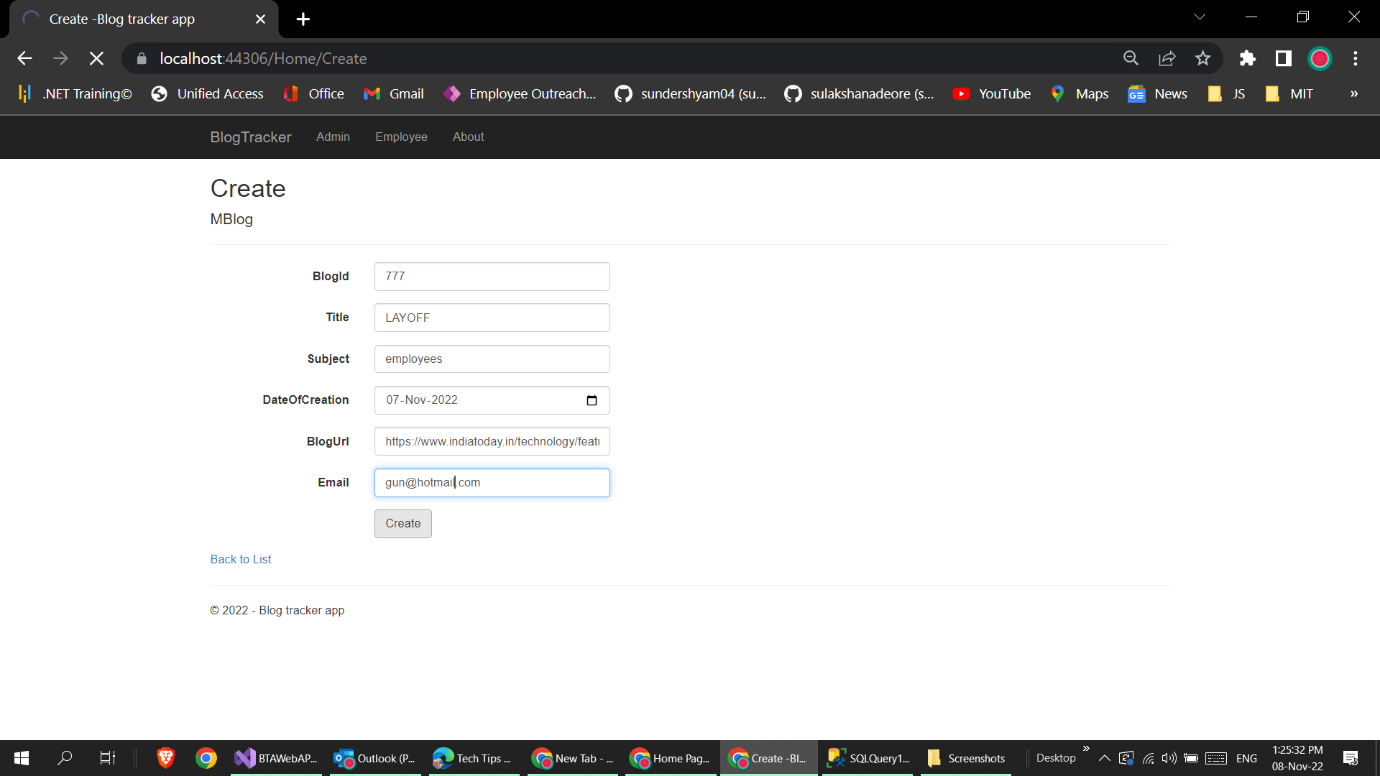 Create -Blog tracker app
localhost:44306/Home/Create
.NET Training© Unified Access Office Gmail Employee Outreach... sundershyam04 (su... sulakshanadeore (s... YouTube Maps News JS MIT »
BlogTracker Admin Employee About
Create
MBlog
BlogId 777
Title LAYOFF
Subject employees
DateOfCreation 07-Nov-2022
BlogUrl https://www.indiatoday.in/technology/featu
Email gun@hotmail.com
Create
Back to List
© 2022 - Blog tracker app
BTAWebAP... Outlook (P... Tech Tips ... New Tab - ... Home Pag... Create -Bl... SQLQuery1... Screenshots Desktop » ENG 1:25:32 PM
08-Nov-22